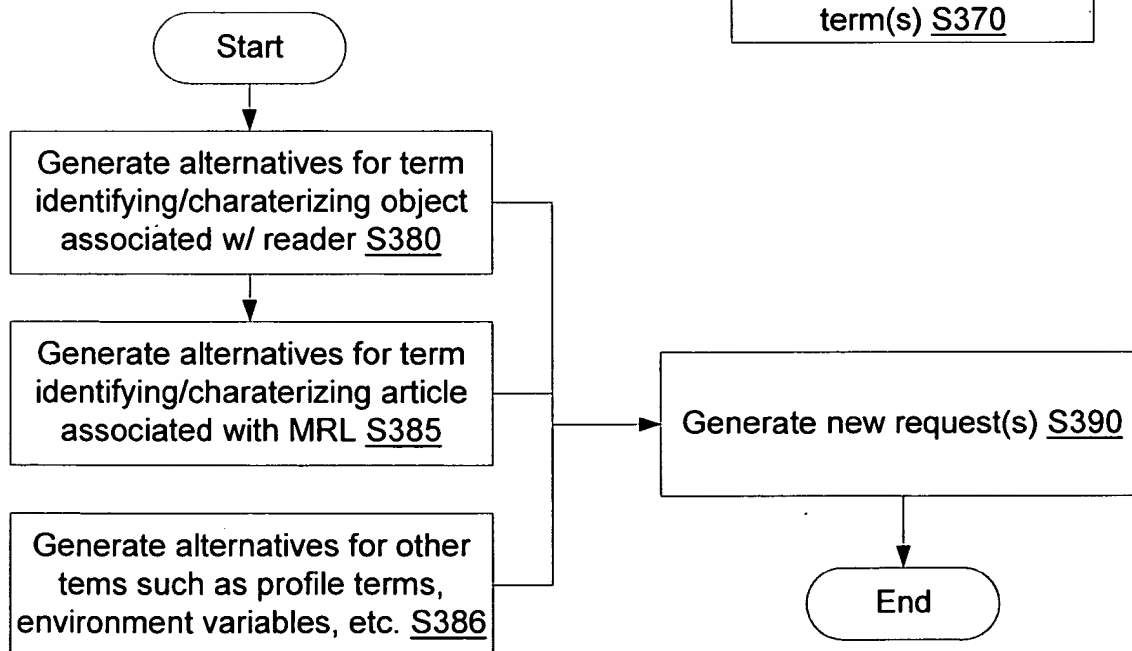 term(s) S370
Start
Generate alternatives for term
identifying/charaterizing object
associated w/ reader S380
Generate alternatives for term
identifying/charaterizing article
associated with MRL S385
Generate new request(s) S390
Generate alternatives for other
tems such as profile terms,
environment variables, etc. S386
End